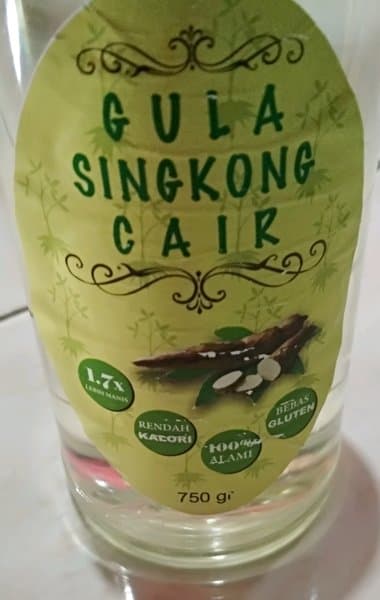 GULA
SINGKONG
CAIR
1.7x
LEBIH MANIS
RENDAH
KALORI
100%
ALAMI
BEBAS
GLUTEN
750 gr